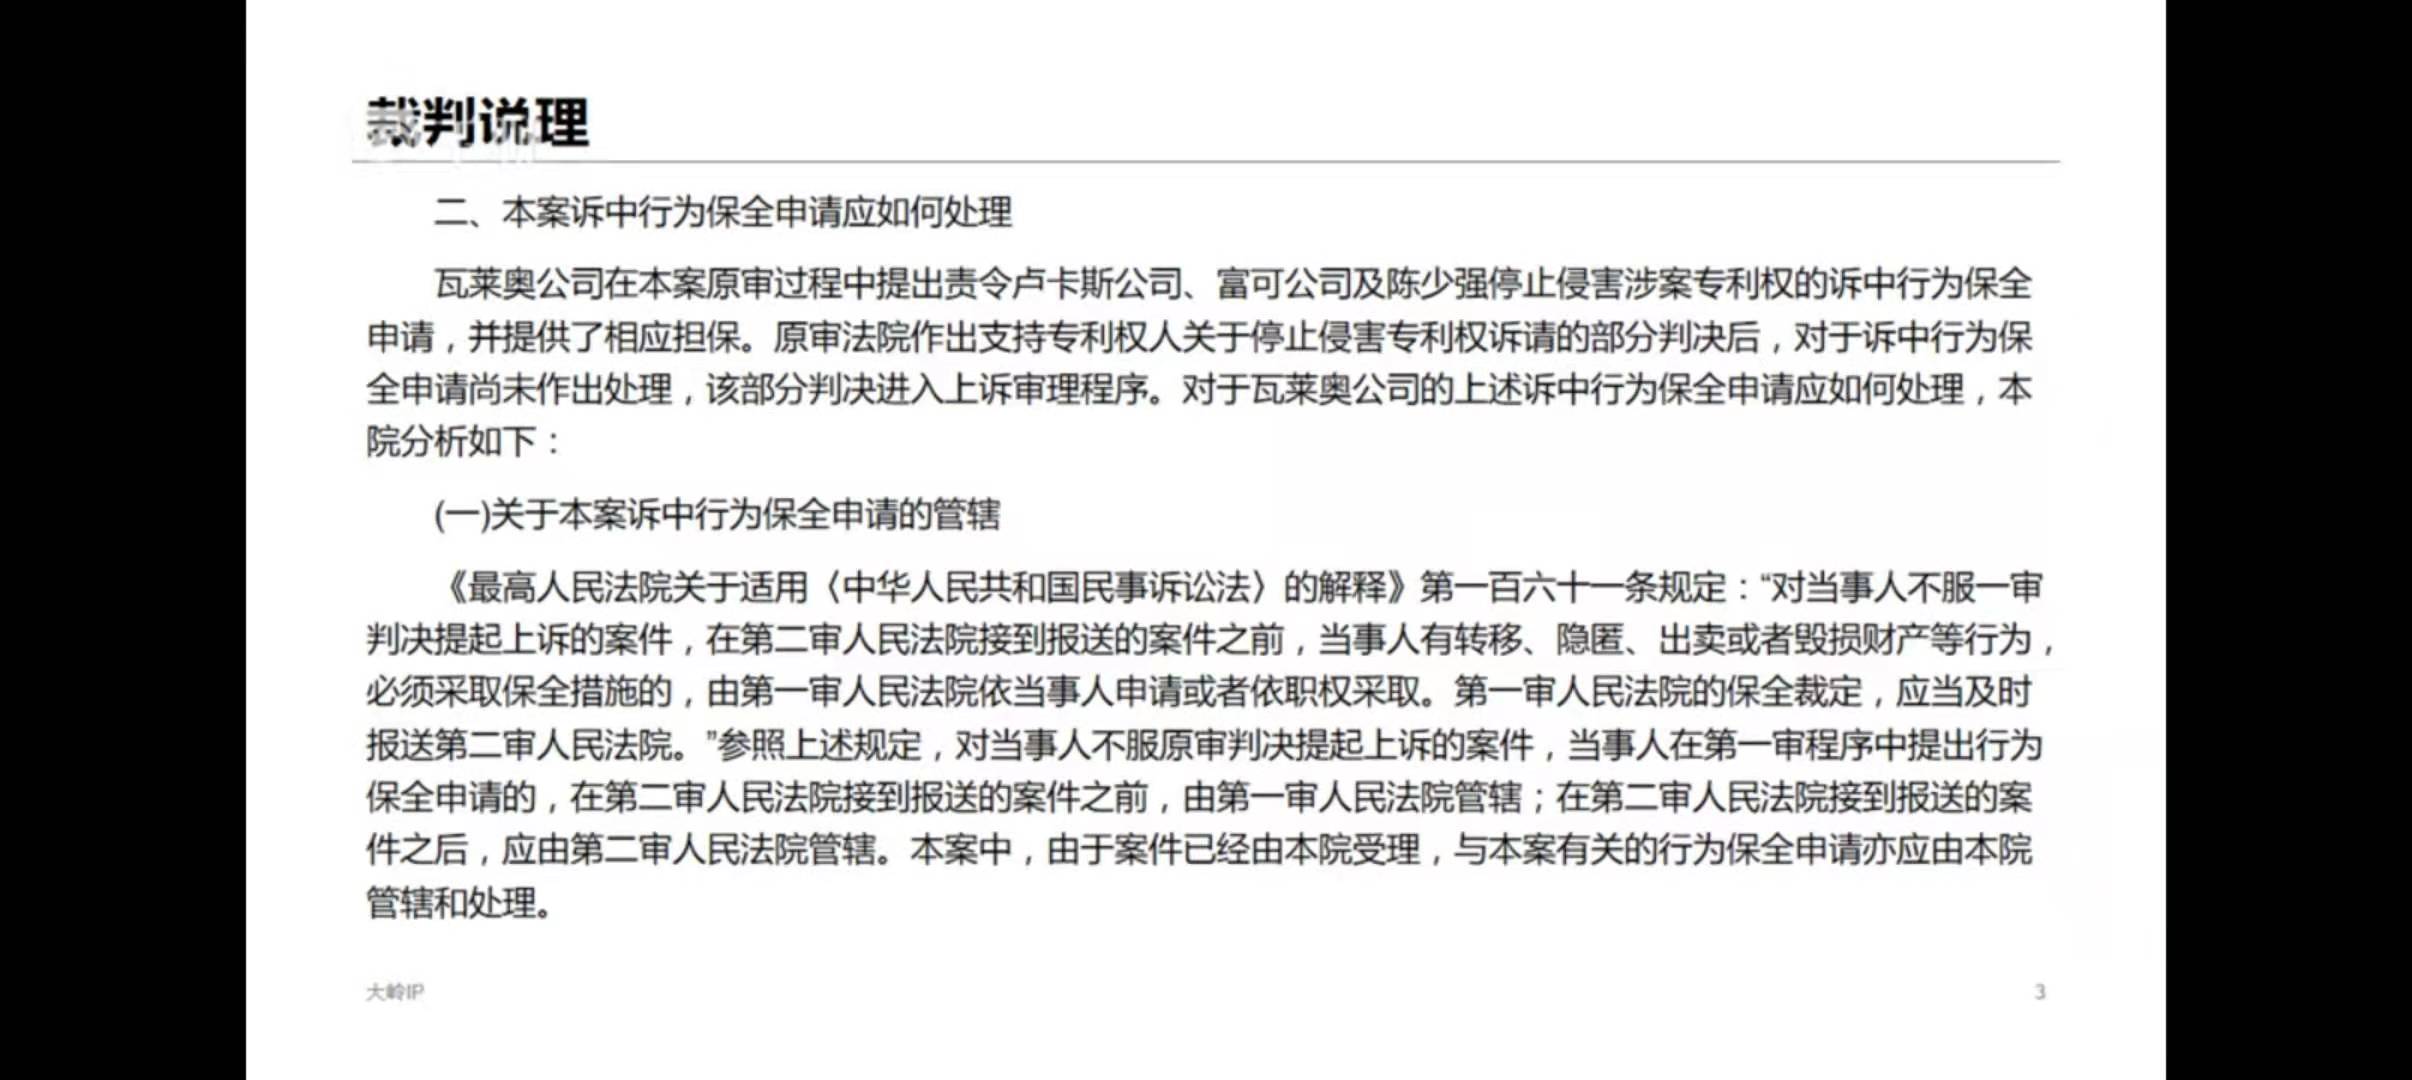 裁判说理
二、本案诉中行为保全申请应如何处理
瓦莱奥公司在本案原审过程中提出责令卢卡斯公司、富可公司及陈少强停止侵害涉案专利权的诉中行为保全
申请，并提供了相应担保。原审法院作出支持专利权人关于停止侵害专利权诉请的部分判决后，对于诉中行为保
全申请尚未作出处理，该部分判决进入上诉审理程序。对于瓦莱奥公司的上述诉中行为保全申请应如何处理，本
院分析如下：
(一)关于本案诉中行为保全申请的管辖
《最高人民法院关于适用〈中华人民共和国民事诉讼法〉的解释》第一百六十一条规定：“对当事人不服一审
判决提起上诉的案件，在第二审人民法院接到报送的案件之前，当事人有转移、隐匿、出卖或者毁损财产等行为，
必须采取保全措施的，由第一审人民法院依当事人申请或者依职权采取。第一审人民法院的保全裁定，应当及时
报送第二审人民法院。”参照上述规定，对当事人不服原审判决提起上诉的案件，当事人在第一审程序中提出行为
保全申请的，在第二审人民法院接到报送的案件之前，由第一审人民法院管辖；在第二审人民法院接到报送的案
件之后，应由第二审人民法院管辖。本案中，由于案件已经由本院受理，与本案有关的行为保全申请亦应由本院
管辖和处理。
大岭IP
3